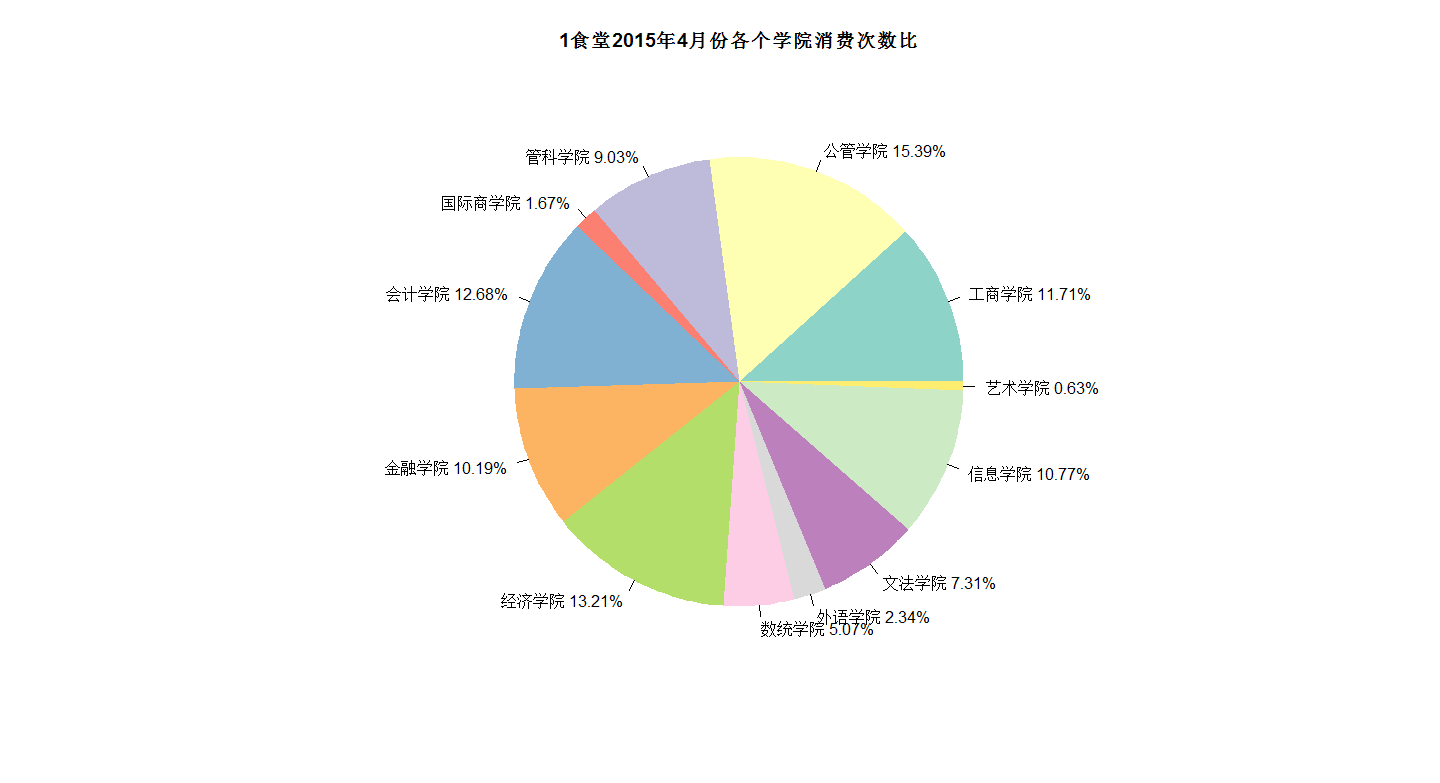 1食堂2015年4月份各个学院消费次数比
公管学院 15.39%
管科学院 9.03%
国际商学院 1.67%
会计学院 12.68%
工商学院 11.71%
艺术学院 0.63%
金融学院 10.19%
信息学院 10.77%
文法学院 7.31%
经济学院 13.21%
外语学院 2.34%
数统学院 5.07%